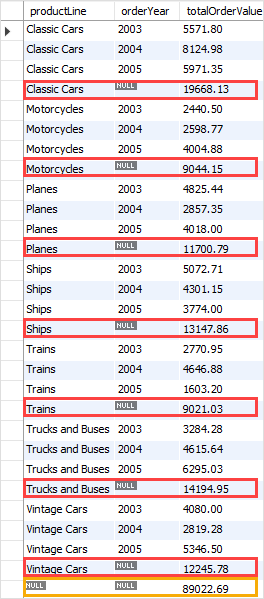 productLine orderYear totalOrderValue
Classic Cars 2003 5571.80
Classic Cars 2004 8124.98
Classic Cars 2005 5971.35
Classic Cars NULL 19668.13
Motorcycles 2003 2440.50
Motorcycles 2004 2598.77
Motorcycles 2005 4004.88
Motorcycles NULL 9044.15
Planes 2003 4825.44
Planes 2004 2857.35
Planes 2005 4018.00
Planes NULL 11700.79
Ships 2003 5072.71
Ships 2004 4301.15
Ships 2005 3774.00
Ships NULL 13147.86
Trains 2003 2770.95
Trains 2004 4646.88
Trains 2005 1603.20
Trains NULL 9021.03
Trucks and Buses 2003 3284.28
Trucks and Buses 2004 4615.64
Trucks and Buses 2005 6295.03
Trucks and Buses NULL 14194.95
Vintage Cars 2003 4080.00
Vintage Cars 2004 2819.28
Vintage Cars 2005 5346.50
Vintage Cars NULL 12245.78
NULL NULL 89022.69